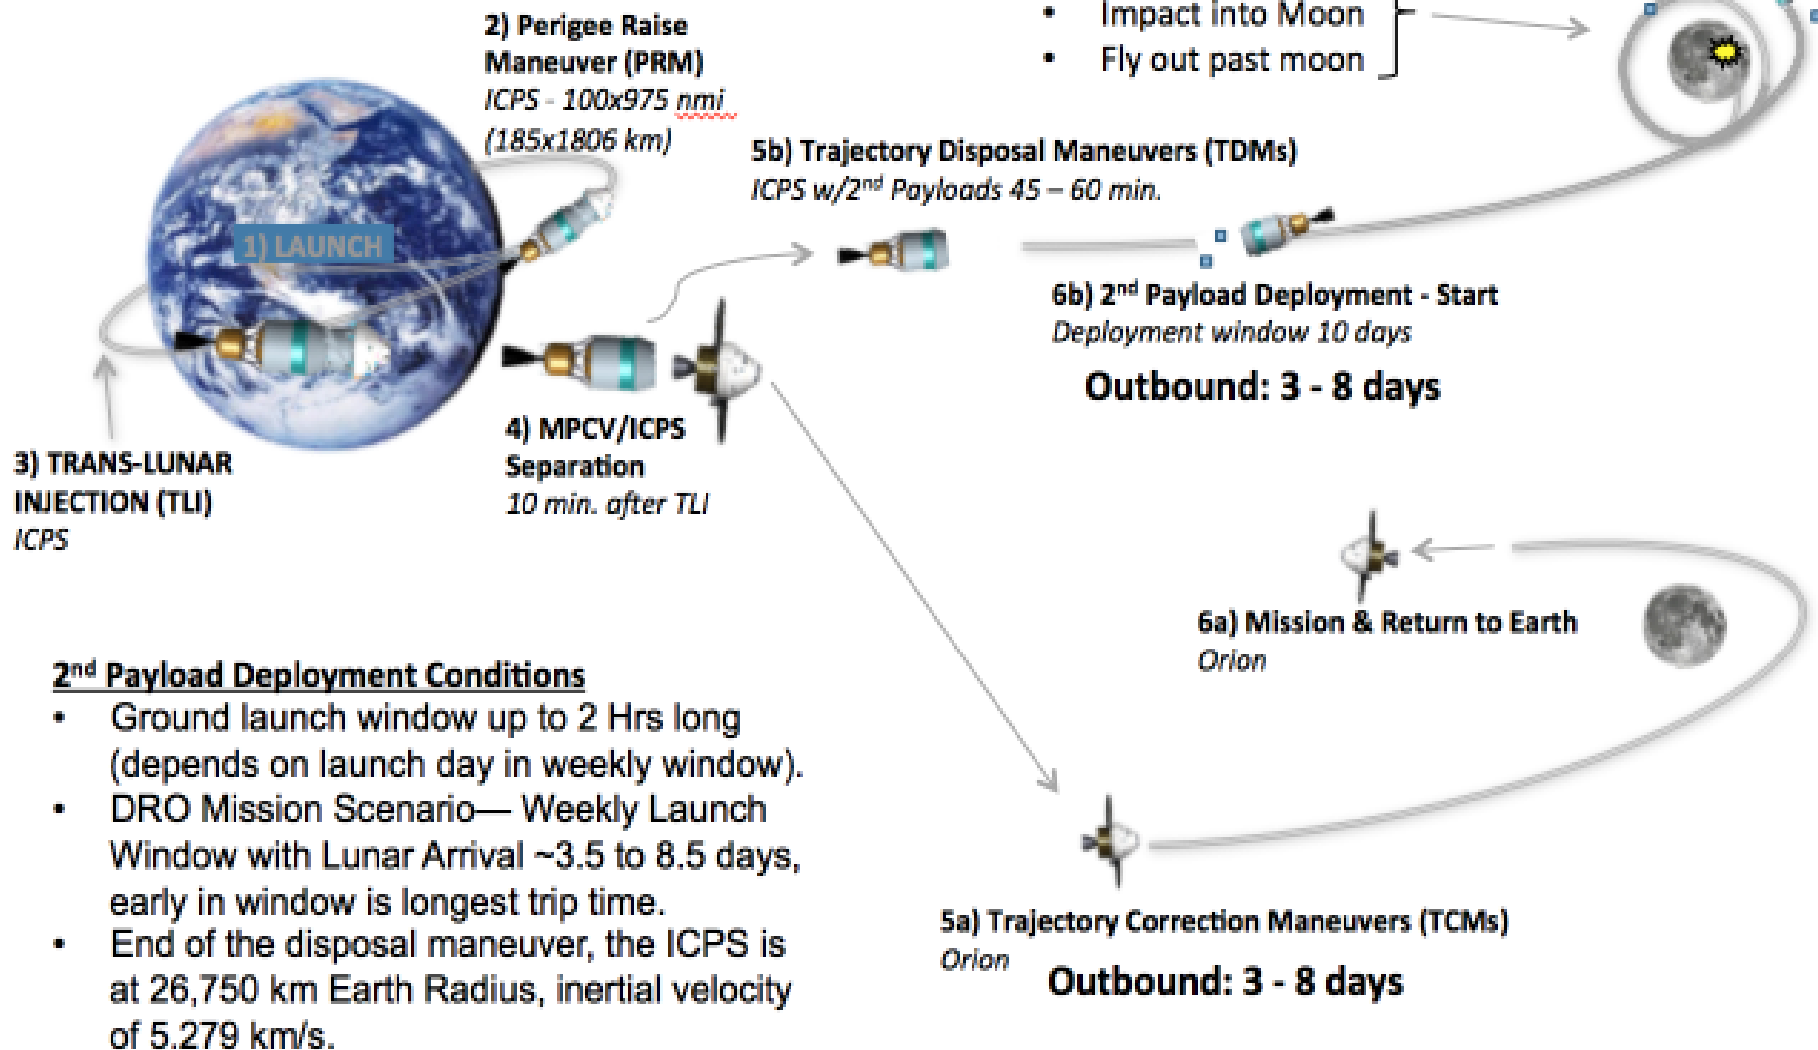 2) Perigee Raise
Maneuver (PRM)
ICPS - 100x975 nmi
(185x1806 km)
• Impact into Moon
• Fly out past moon
5b) Trajectory Disposal Maneuvers (TDMs)
ICPS w/2nd Payloads 45 – 60 min.
1) LAUNCH
6b) 2nd Payload Deployment - Start
Deployment window 10 days
Outbound: 3 - 8 days
4) MPCV/ICPS
Separation
10 min. after TLI
3) TRANS-LUNAR
INJECTION (TLI)
ICPS
6a) Mission & Return to Earth
Orion
2nd Payload Deployment Conditions
• Ground launch window up to 2 Hrs long
(depends on launch day in weekly window).
• DRO Mission Scenario— Weekly Launch
Window with Lunar Arrival ~3.5 to 8.5 days,
early in window is longest trip time.
• End of the disposal maneuver, the ICPS is
at 26,750 km Earth Radius, inertial velocity
of 5.279 km/s.
5a) Trajectory Correction Maneuvers (TCMs)
Orion
Outbound: 3 - 8 days